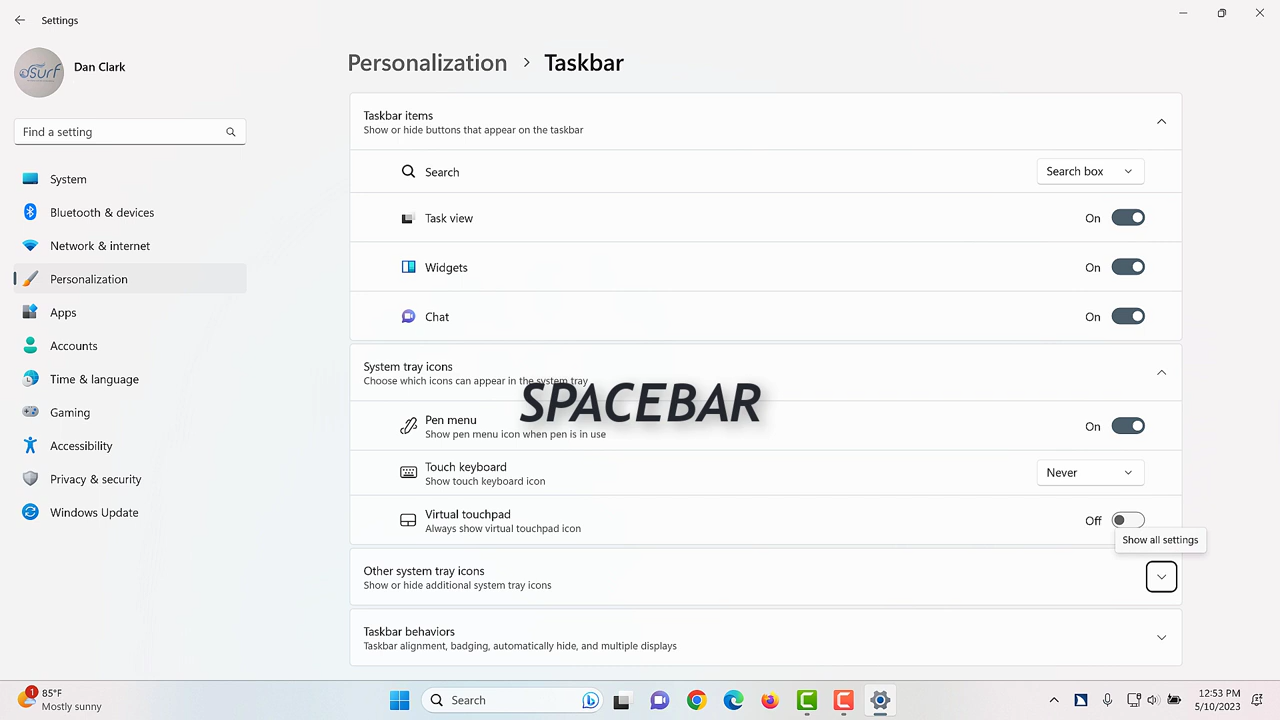 Settings
Dan Clark
Find a setting
System
Bluetooth & devices
Network & internet
Personalization
Apps
Accounts
Time & language
Gaming
Accessibility
Privacy & security
Windows Update
Personalization > Taskbar
Taskbar items
Show or hide buttons that appear on the taskbar
Search
Search box
Task view
On
Widgets
On
Chat
On
System tray icons
Choose which icons can appear in the system tray
SPACEBAR
Pen menu
Show pen menu icon when pen is in use
On
Touch keyboard
Show touch keyboard icon
Never
Virtual touchpad
Always show virtual touchpad icon
Off
Show all settings
Other system tray icons
Show or hide additional system tray icons
Taskbar behaviors
Taskbar alignment, badging, automatically hide, and multiple displays
1
85°F
Mostly sunny
Search
12:53 PM
5/10/2023